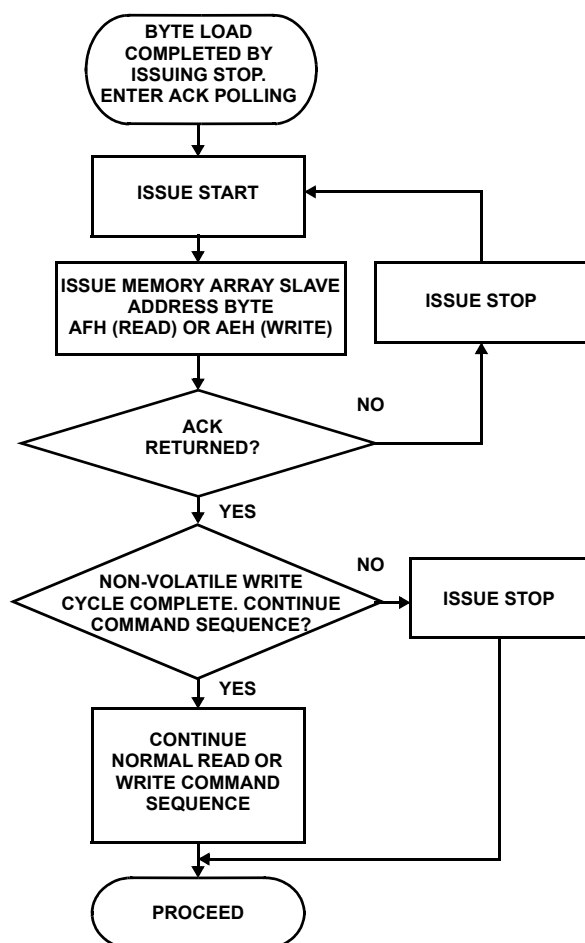 BYTE LOAD
COMPLETED BY
ISSUING STOP.
ENTER ACK POLLING
ISSUE START
ISSUE MEMORY ARRAY SLAVE
ADDRESS BYTE
AFH (READ) OR AEH (WRITE)
ISSUE STOP
NO
ACK
RETURNED?
YES
NO
NON-VOLATILE WRITE
CYCLE COMPLETE. CONTINUE
COMMAND SEQUENCE?
ISSUE STOP
YES
CONTINUE
NORMAL READ OR
WRITE COMMAND
SEQUENCE
PROCEED